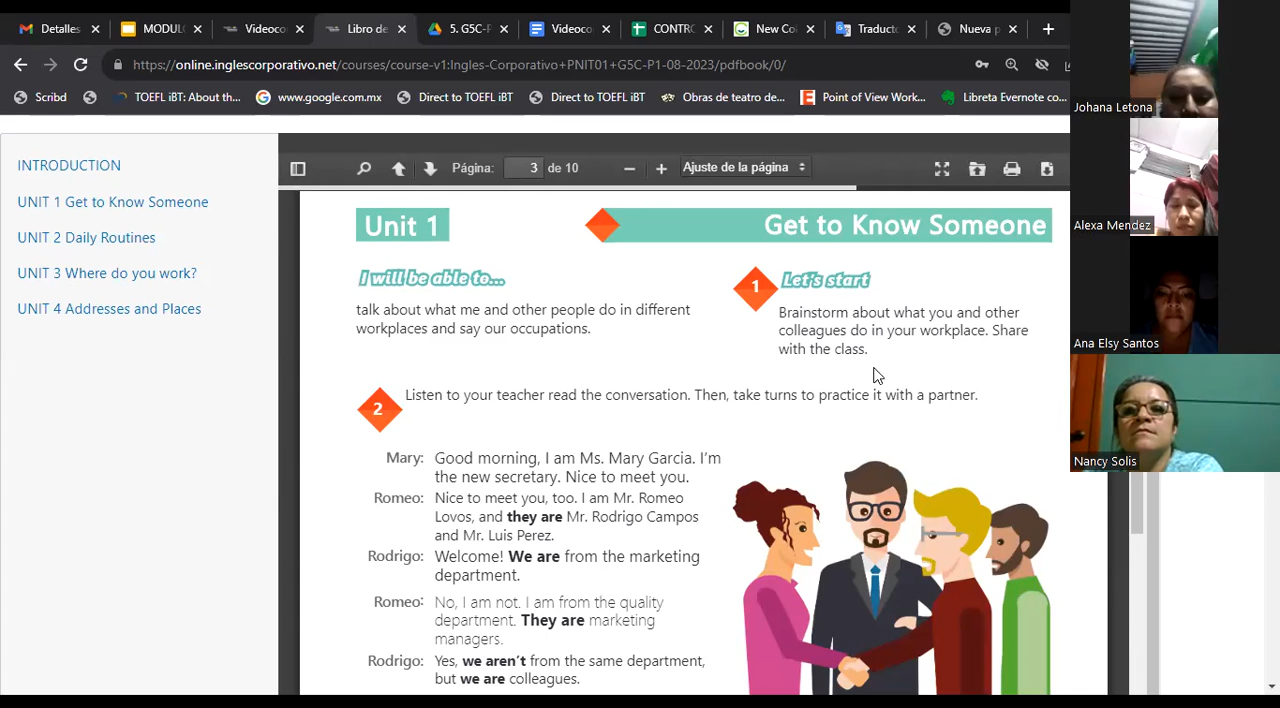 Detalles
MODUL
Videoco
Libro de
5. G5C-F
Videoco
CONTRO
New Co
Traducto
Nueva p
https://online.inglescorporativo.net/courses/course-v1:Ingles-Corporativo+PNIT01+G5C-P1-08-2023/pdfbook/0/
Scribd
TOEFL iBT: About th...
www.google.com.mx
Direct to TOEFL iBT
Direct to TOEFL iBT
Obras de teatro de...
Point of View Work...
Libreta Evernote co...
INTRODUCTION
UNIT 1 Get to Know Someone
UNIT 2 Daily Routines
UNIT 3 Where do you work?
UNIT 4 Addresses and Places
Página: 3 de 10
Ajuste de la página
Unit 1
Get to Know Someone
I will be able to...
talk about what me and other people do in different
workplaces and say our occupations.
1
Let's start
Brainstorm about what you and other
colleagues do in your workplace. Share
with the class.
2
Listen to your teacher read the conversation. Then, take turns to practice it with a partner.
Mary: Good morning, I am Ms. Mary Garcia. I'm
the new secretary. Nice to meet you.
Romeo: Nice to meet you, too. I am Mr. Romeo
Lovos, and they are Mr. Rodrigo Campos
and Mr. Luis Perez.
Rodrigo: Welcome! We are from the marketing
department.
Romeo: No, I am not. I am from the quality
department. They are marketing
managers.
Rodrigo: Yes, we aren't from the same department,
but we are colleagues.
Johana Letona
Alexa Mendez
Ana Elsy Santos
Nancy Solis